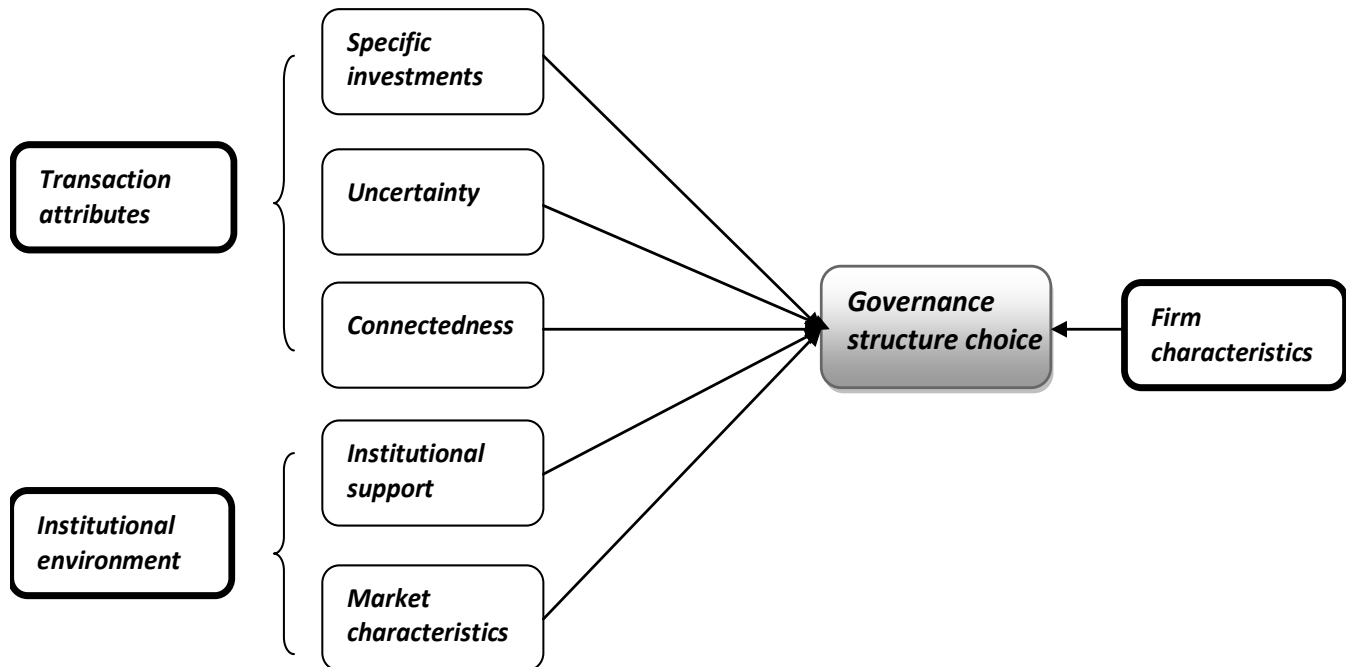 Specific
investments
Transaction
attributes
Uncertainty
Connectedness
Governance
structure choice
Firm
characteristics
Institutional
support
Institutional
environment
Market
characteristics